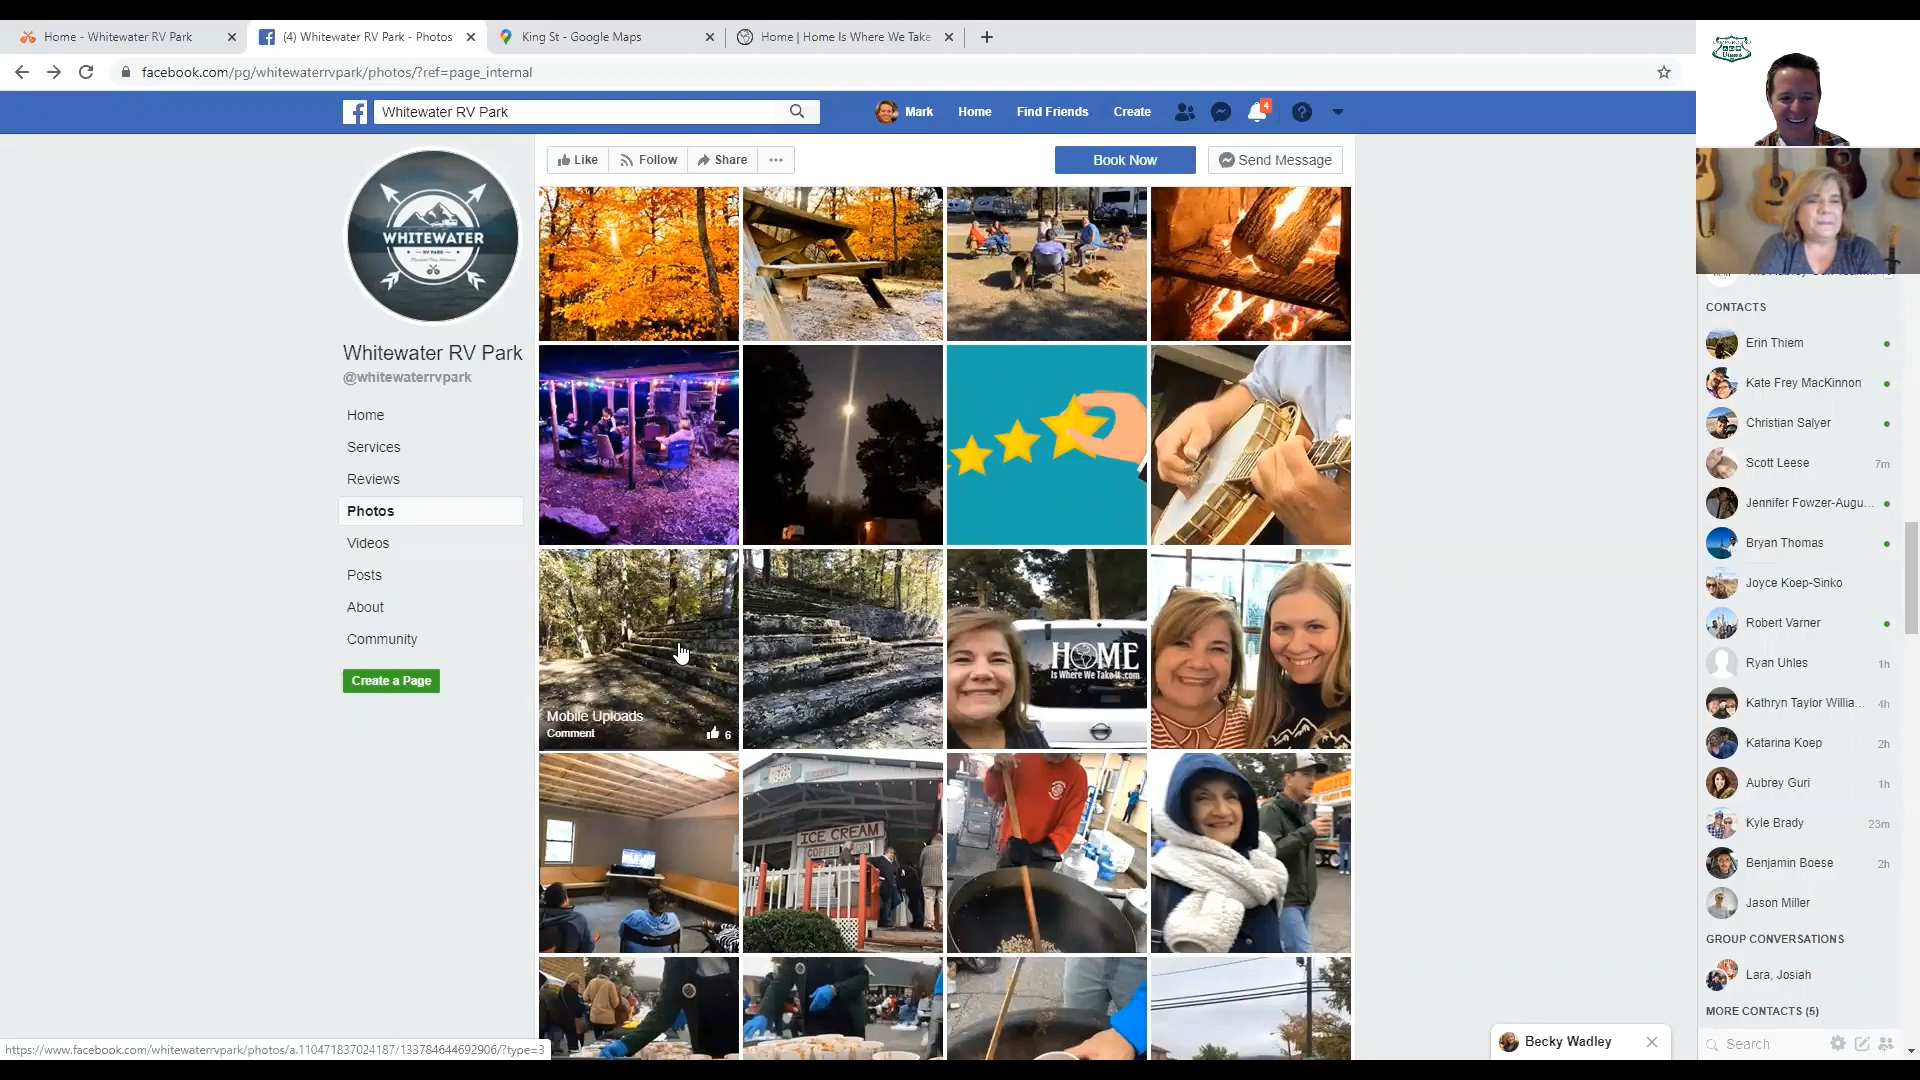 Home - Whitewater RV Park
(4) Whitewater RV Park - Photos
King St - Google Maps
Home | Home Is Where We Take
facebook.com/pg/whitewaterrvpark/photos/?ref=page_internal
Whitewater RV Park
Mark
Home
Find Friends
Create
4
Like
Follow
Share
Book Now
Send Message
WHITEWATER
RV PARK
Whitewater RV Park
@whitewaterrvpark
Home
Services
Reviews
Photos
Videos
Posts
About
Community
Create a Page
HOME
Is Where We Take It.com
Mobile Uploads
Comment
6
ICE CREAM
COFFEE SHOP
CONTACTS
Erin Thiem
Kate Frey MacKinnon
Christian Salyer
Scott Leese 7m
Jennifer Fowzer-Augu...
Bryan Thomas
Joyce Koep-Sinko
Robert Varner
Ryan Uhles 1h
Kathryn Taylor Willia... 4h
Katarina Koep 2h
Aubrey Guri 1h
Kyle Brady 23m
Benjamin Boese 2h
Jason Miller
GROUP CONVERSATIONS
Lara, Josiah
MORE CONTACTS (5)
Search
Becky Wadley
https://www.facebook.com/whitewaterrvpark/photos/a.110471837024187/133784644692906/?type=3